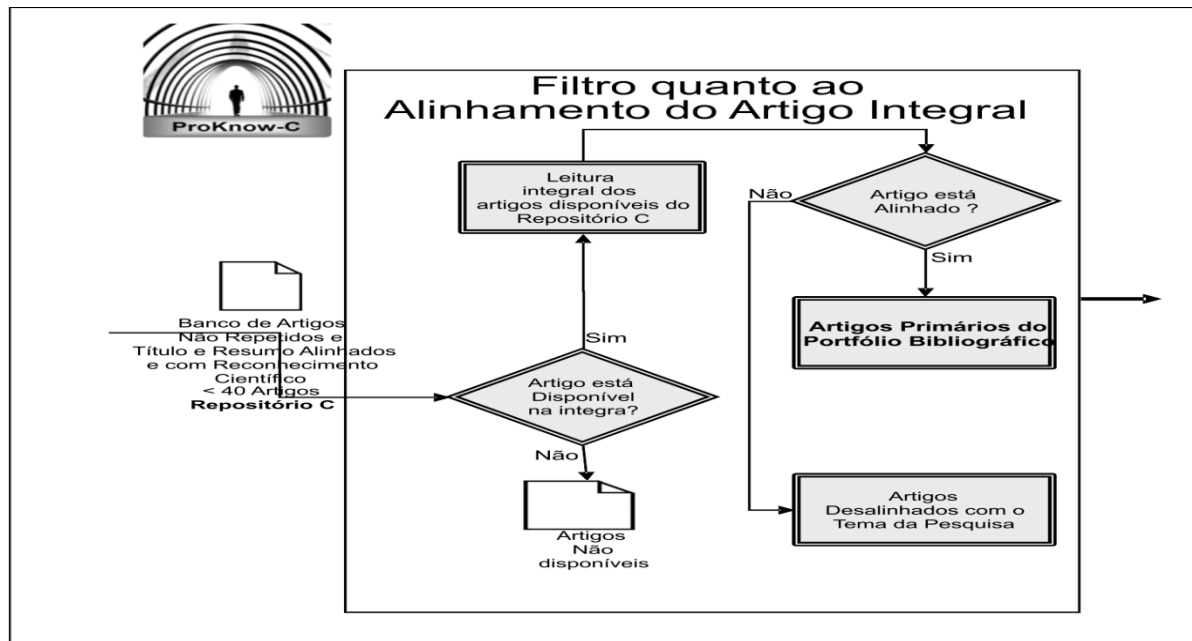 ProKnow-C
Filtro quanto ao
Alinhamento do Artigo Integral
Leitura
integral dos
artigos disponíveis do
Repositório C
Não
Artigo está
Alinhado ?
Sim
Banco de Artigos
Não Repetidos e
Título e Resumo Alinhados
e com Reconhecimento
Científico
< 40 Artigos
Repositório C
Sim
Artigos Primários do
Portfólio Bibliográfico
Artigo está
Disponível
na integra?
Não
Artigos
Não
disponíveis
Artigos
Desalinhados com o
Tema da Pesquisa